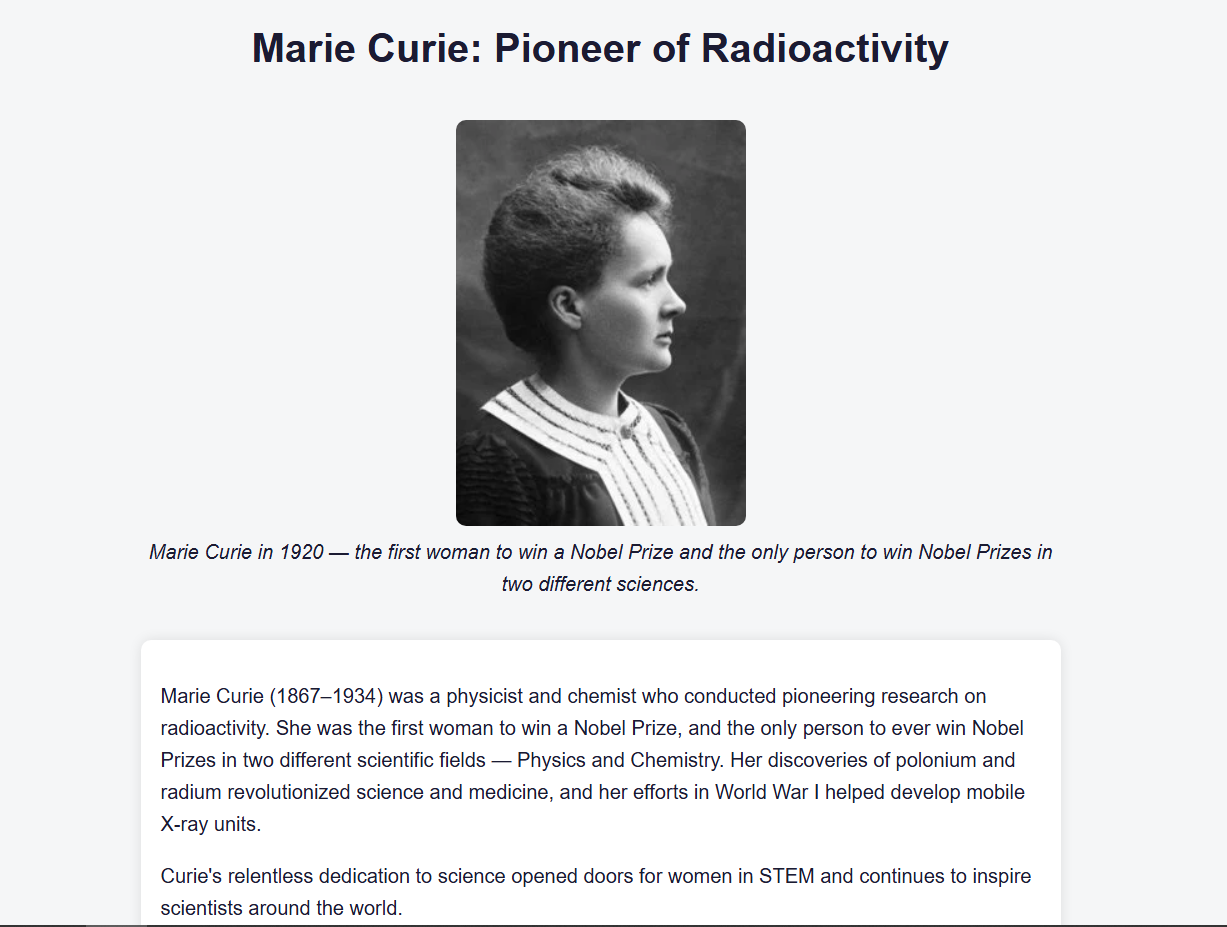 Marie Curie: Pioneer of Radioactivity
Marie Curie in 1920 — the first woman to win a Nobel Prize and the only person to win Nobel Prizes in
two different sciences.
Marie Curie (1867–1934) was a physicist and chemist who conducted pioneering research on
radioactivity. She was the first woman to win a Nobel Prize, and the only person to ever win Nobel
Prizes in two different scientific fields — Physics and Chemistry. Her discoveries of polonium and
radium revolutionized science and medicine, and her efforts in World War I helped develop mobile
X-ray units.
Curie's relentless dedication to science opened doors for women in STEM and continues to inspire
scientists around the world.